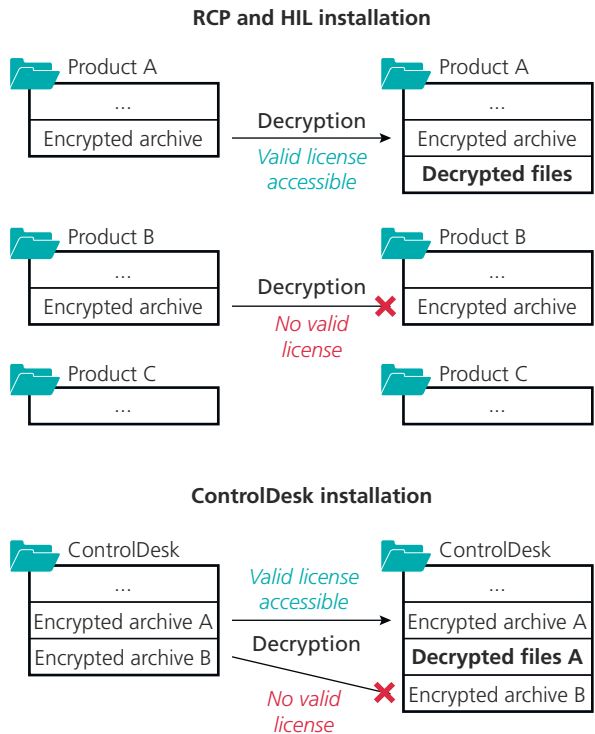 RCP and HIL installation
Product A
...
Encrypted archive
Decryption
Valid license
accessible
Product A
...
Encrypted archive
Decrypted files
Product B
...
Encrypted archive
Decryption
No valid
license
Product B
...
Encrypted archive
Product C
...
Product C
...
ControlDesk installation
ControlDesk
...
Encrypted archive A
Encrypted archive B
Valid license
accessible
Decryption
No valid
license
ControlDesk
...
Encrypted archive A
Decrypted files A
Encrypted archive B